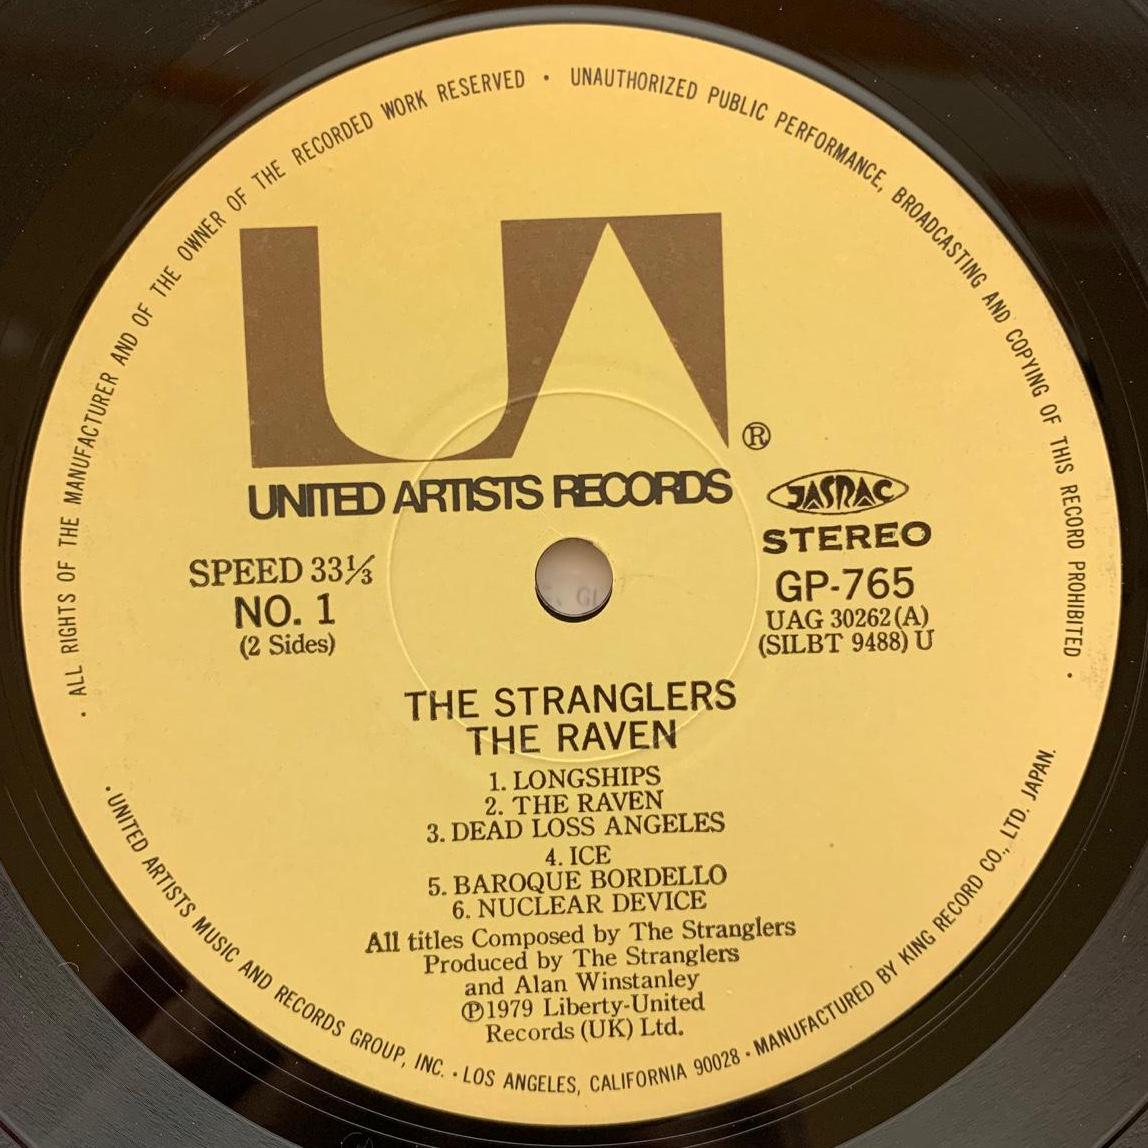 · ALL RIGHTS OF THE MANUFACTURER AND OF THE OWNER OF THE RECORDED WORK RESERVED · UNAUTHORIZED PUBLIC PERFORMANCE, BROADCASTING AND COPYING OF THIS RECORD PROHIBITED ·
UA ®
UNITED ARTISTS RECORDS
JASRAC
STEREO
SPEED 33⅓
GP-765
NO. 1
UAG 30262(A)
(2 Sides)
(SILBT 9488) U
THE STRANGLERS
THE RAVEN
1. LONGSHIPS
2. THE RAVEN
3. DEAD LOSS ANGELES
4. ICE
5. BAROQUE BORDELLO
6. NUCLEAR DEVICE
All titles Composed by The Stranglers
Produced by The Stranglers
and Alan Winstanley
℗1979 Liberty-United
Records (UK) Ltd.
· UNITED ARTISTS MUSIC AND RECORDS GROUP, INC. · LOS ANGELES, CALIFORNIA 90028 · MANUFACTURED BY KING RECORD CO., LTD. JAPAN.